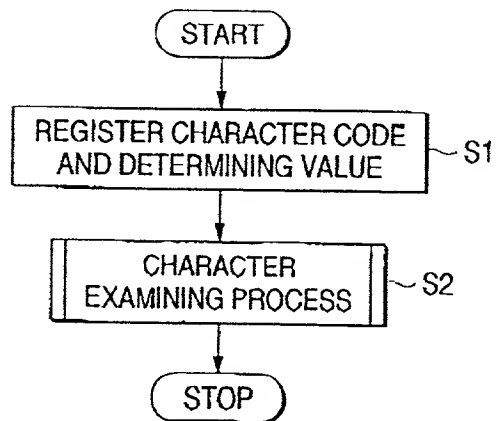 START
REGISTER CHARACTER CODE
AND DETERMINING VALUE
S1
CHARACTER
EXAMINING PROCESS
S2
STOP